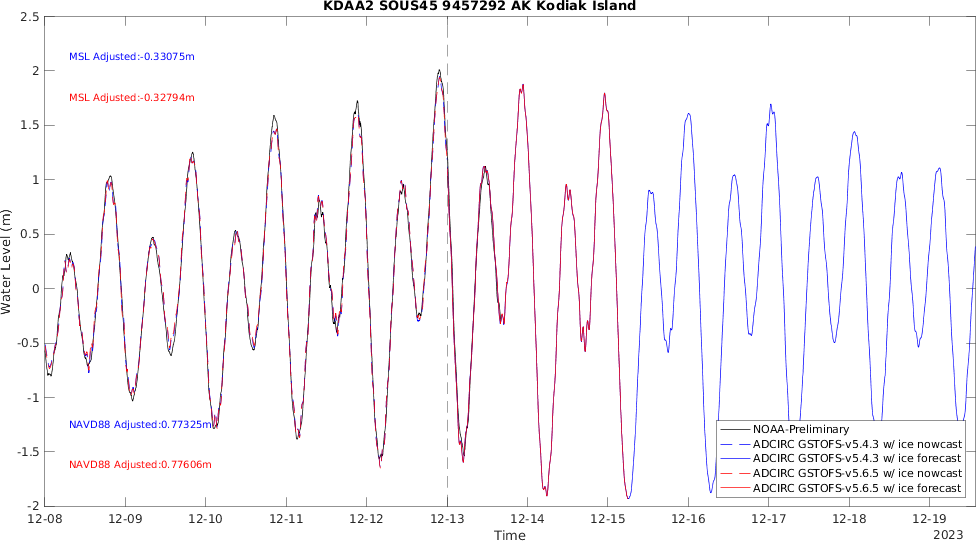 KDAA2 SOUS45 9457292 AK Kodiak Island
2.5
2
1.5
1
0.5
0
-0.5
-1
-1.5
-2
Water Level (m)
MSL Adjusted:-0.33075m
MSL Adjusted:-0.32794m
NAVD88 Adjusted:0.77325m
NAVD88 Adjusted:0.77606m
NOAA-Preliminary
ADCIRC GSTOFS-v5.4.3 w/ ice nowcast
ADCIRC GSTOFS-v5.4.3 w/ ice forecast
ADCIRC GSTOFS-v5.6.5 w/ ice nowcast
ADCIRC GSTOFS-v5.6.5 w/ ice forecast
12-08 12-09 12-10 12-11 12-12 12-13 12-14 12-15 12-16 12-17 12-18 12-19
Time
2023